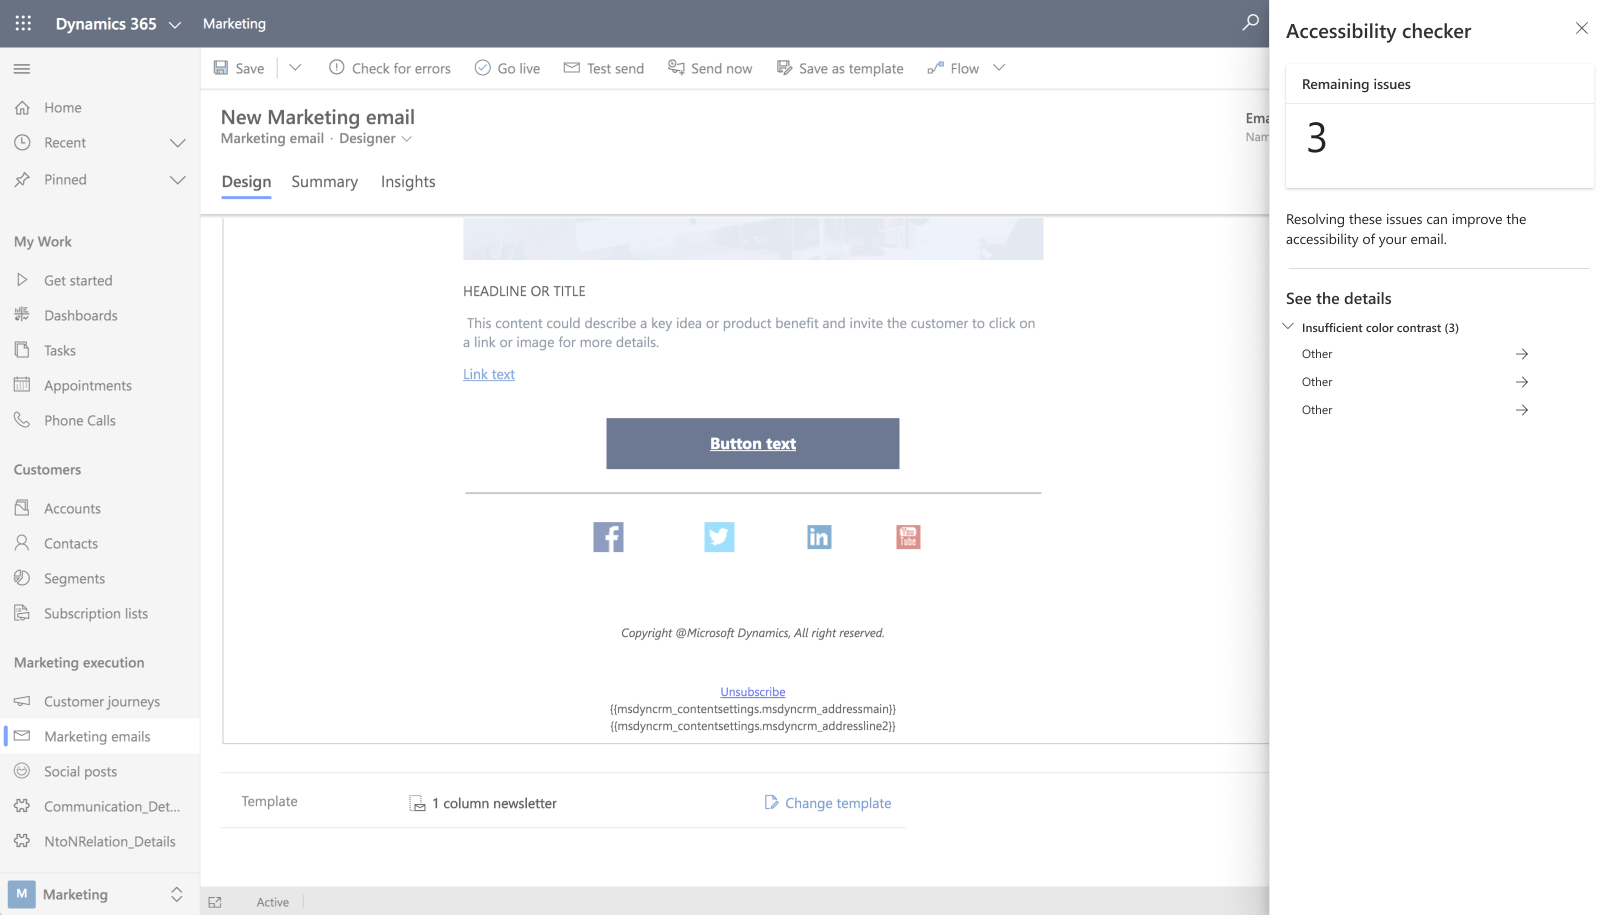 Dynamics 365
Marketing
Save
Check for errors
Go live
Test send
Send now
Save as template
Flow
Home
Recent
Pinned
My Work
Get started
Dashboards
Tasks
Appointments
Phone Calls
Customers
Accounts
Contacts
Segments
Subscription lists
Marketing execution
Customer journeys
Marketing emails
Social posts
Communication_Det...
NtoNRelation_Details
M
Marketing
New Marketing email
Marketing email · Designer
Ema
Nam
Design
Summary
Insights
HEADLINE OR TITLE
This content could describe a key idea or product benefit and invite the customer to click on
a link or image for more details.
Link text
Button text
f
in
You
Tube
Copyright @Microsoft Dynamics, All right reserved.
Unsubscribe
{{msdyncrm_contentsettings.msdyncrm_addressmain}}
{{msdyncrm_contentsettings.msdyncrm_addressline2}}
Template
1 column newsletter
Change template
Active
Accessibility checker
Remaining issues
3
Resolving these issues can improve the
accessibility of your email.
See the details
Insufficient color contrast (3)
Other
Other
Other